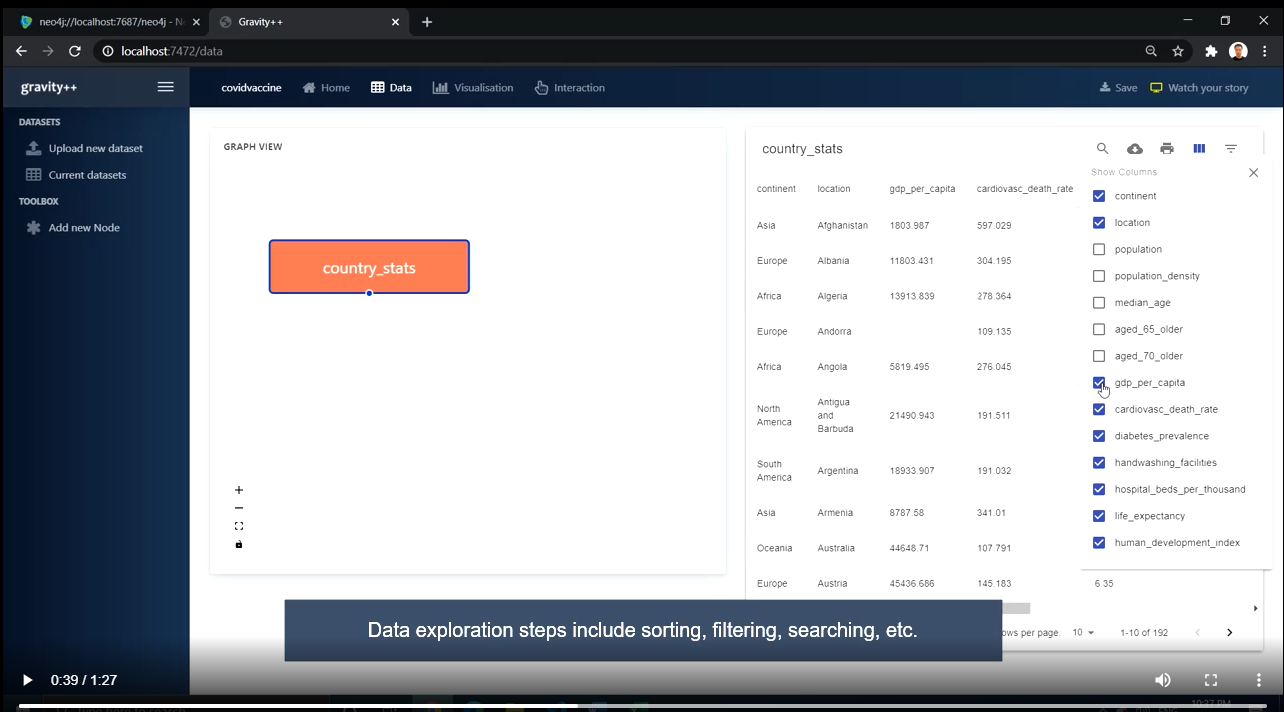 neo4j://localhost:7687/neo4j - Ne
Gravity++
localhost:7472/data
gravity++
covidvaccine
Home
Data
Visualisation
Interaction
Save
Watch your story
DATASETS
Upload new dataset
Current datasets
TOOLBOX
Add new Node
GRAPH VIEW
country_stats
country_stats
Show Columns
continent location gdp_per_capita cardiovasc_death_rate
Asia Afghanistan 1803.987 597.029
Europe Albania 11803.431 304.195
Africa Algeria 13913.839 278.364
Europe Andorra 109.135
Africa Angola 5819.495 276.045
North America Antigua and Barbuda 21490.943 191.511
South America Argentina 18933.907 191.032
Asia Armenia 8787.58 341.01
Oceania Australia 44648.71 107.791
Europe Austria 45436.686 145.183 6.35
continent
location
population
population_density
median_age
aged_65_older
aged_70_older
gdp_per_capita
cardiovasc_death_rate
diabetes_prevalence
handwashing_facilities
hospital_beds_per_thousand
life_expectancy
human_development_index
ows per page: 10 1-10 of 192
Data exploration steps include sorting, filtering, searching, etc.
0:39 / 1:27